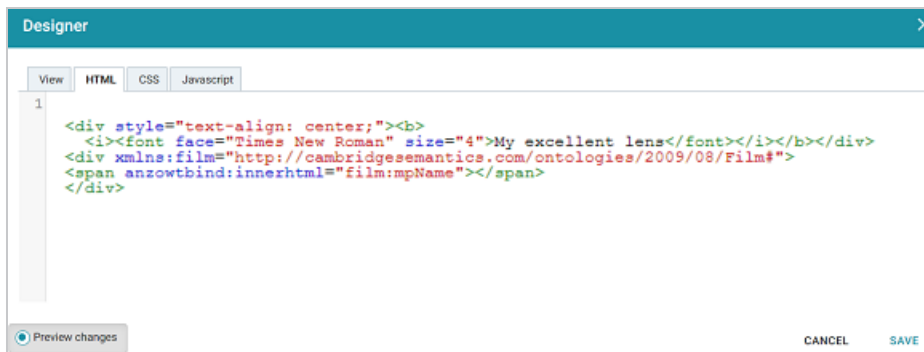 Designer
View HTML CSS Javascript
1
<div style="text-align: center;"><b>
<i><font face="Times New Roman" size="4">My excellent lens</font></i></b></div>
<div xmlns:film="http://cambridgesemantics.com/ontologies/2009/08/Film#">
<span anzowtbind:innerhtml="film:mpName"></span>
</div>
Preview changes
CANCEL SAVE